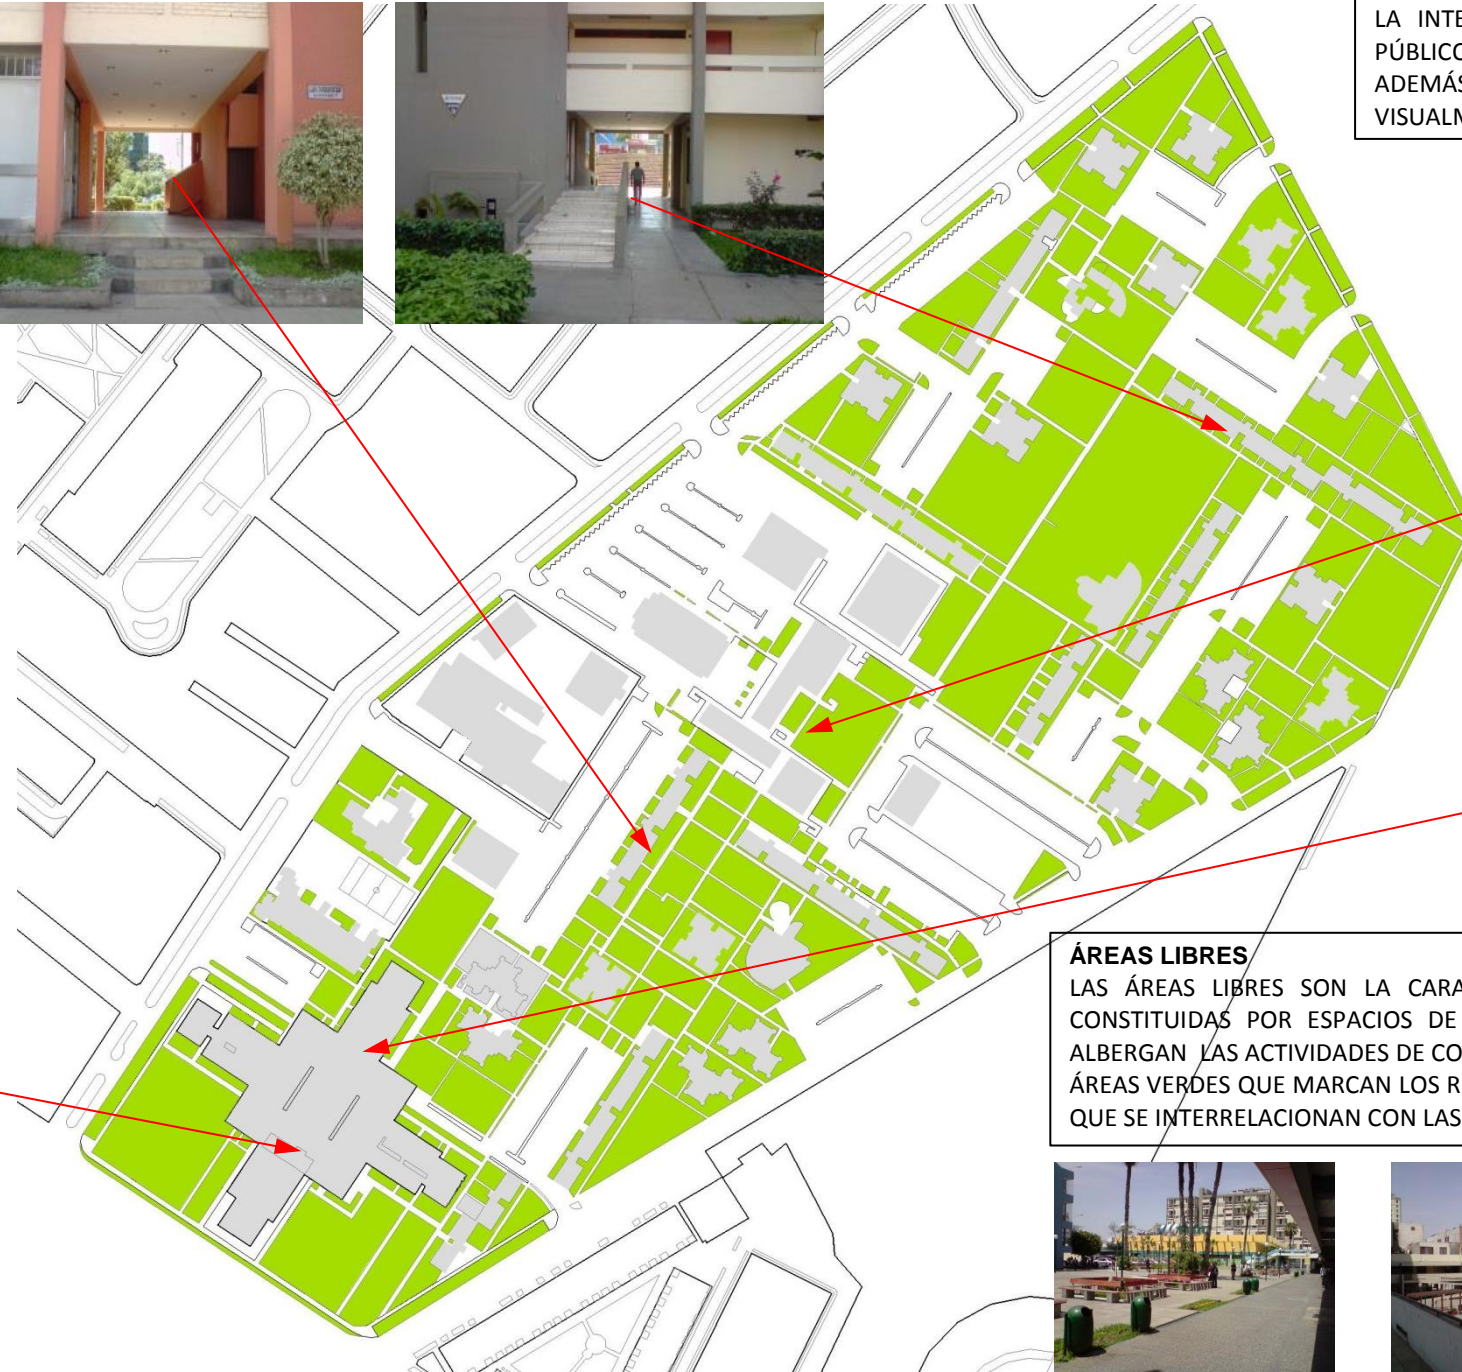 LA INTE
PÚBLICO
ADEMÁS
VISUALM
ÁREAS LIBRES
LAS ÁREAS LIBRES SON LA CARA
CONSTITUIDAS POR ESPACIOS DE
ALBERGAN LAS ACTIVIDADES DE CO
ÁREAS VERDES QUE MARCAN LOS R
QUE SE INTERRELACIONAN CON LAS